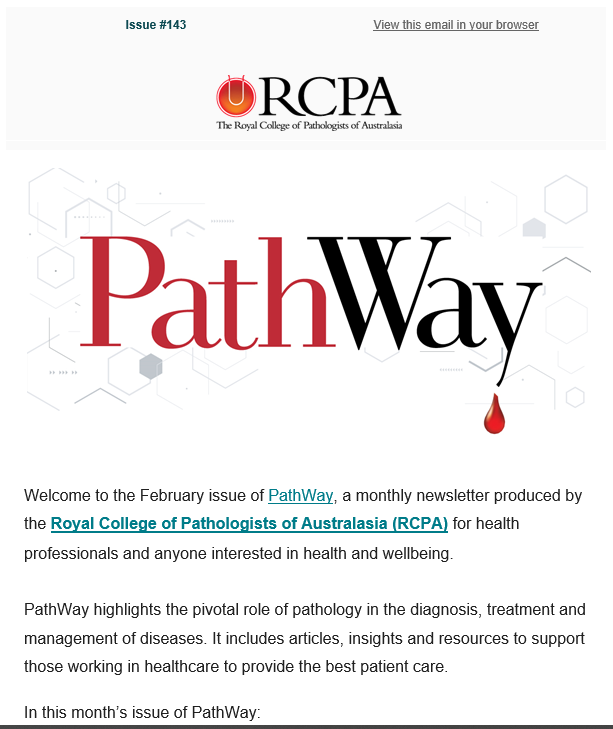 Issue #143
View this email in your browser
RCPA
The Royal College of Pathologists of Australasia
PathWay
Welcome to the February issue of PathWay, a monthly newsletter produced by
the Royal College of Pathologists of Australasia (RCPA) for health
professionals and anyone interested in health and wellbeing.
PathWay highlights the pivotal role of pathology in the diagnosis, treatment and
management of diseases. It includes articles, insights and resources to support
those working in healthcare to provide the best patient care.
In this month’s issue of PathWay: